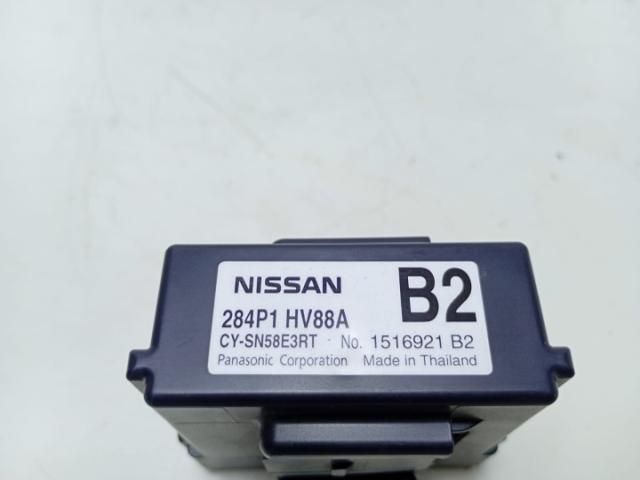 NISSAN B2
284P1 HV88A
CY-SN58E3RT No. 1516921 B2
Panasonic Corporation Made in Thailand